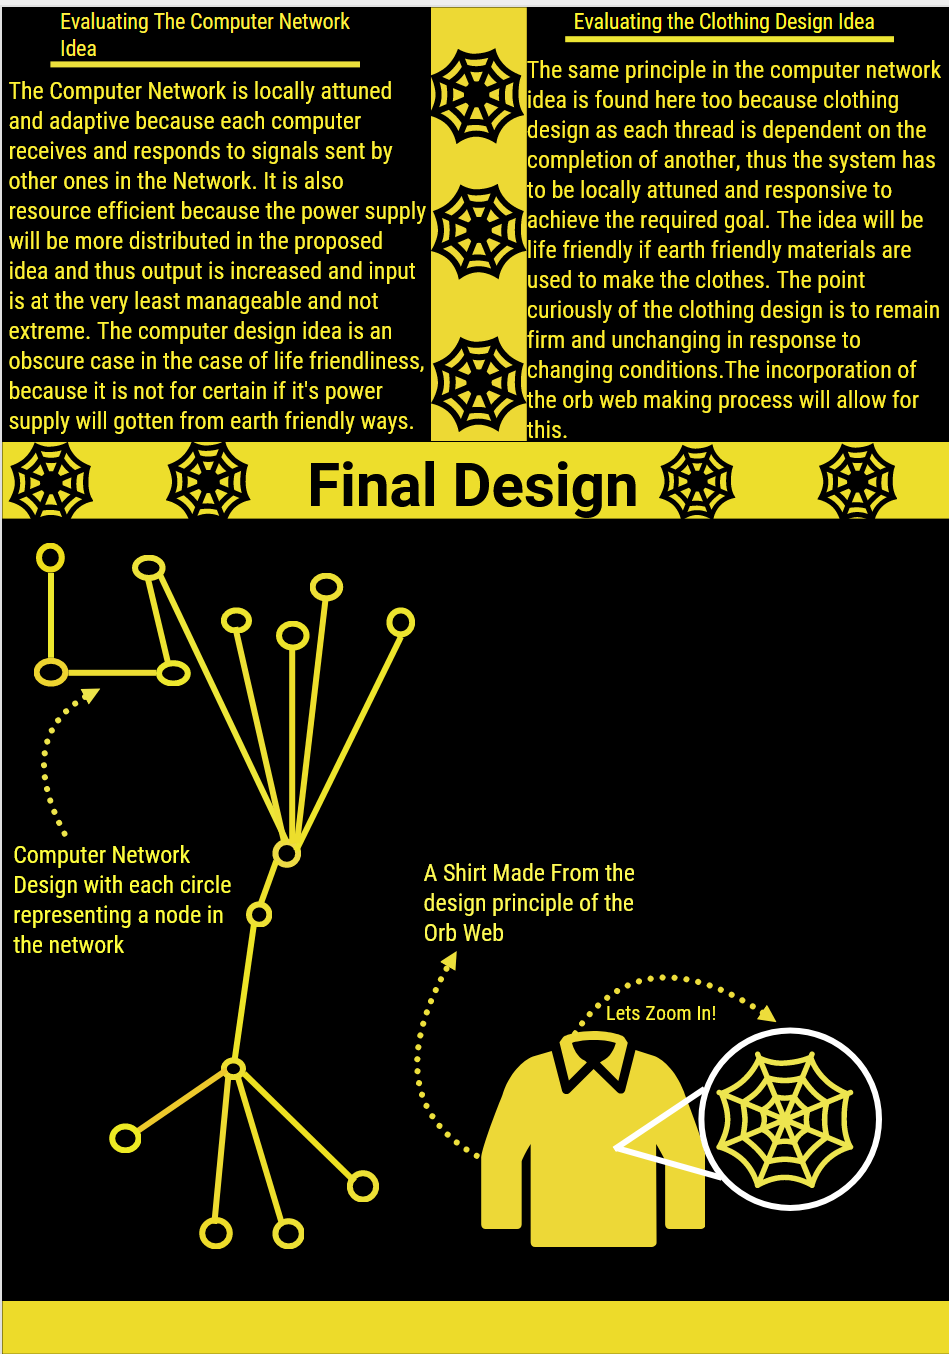 Evaluating The Computer Network
Idea
The Computer Network is locally attuned
and adaptive because each computer
receives and responds to signals sent by
other ones in the Network. It is also
resource efficient because the power supply
will be more distributed in the proposed
idea and thus output is increased and input
is at the very least manageable and not
extreme. The computer design idea is an
obscure case in the case of life friendliness,
because it is not for certain if it's power
supply will gotten from earth friendly ways.
Evaluating the Clothing Design Idea
The same principle in the computer network
idea is found here too because clothing
design as each thread is dependent on the
completion of another, thus the system has
to be locally attuned and responsive to
achieve the required goal. The idea will be
life friendly if earth friendly materials are
used to make the clothes. The point
curiously of the clothing design is to remain
firm and unchanging in response to
changing conditions.The incorporation of
the orb web making process will allow for
this.
Final Design
Computer Network
Design with each circle
representing a node in
the network
A Shirt Made From the
design principle of the
Orb Web
Lets Zoom In!